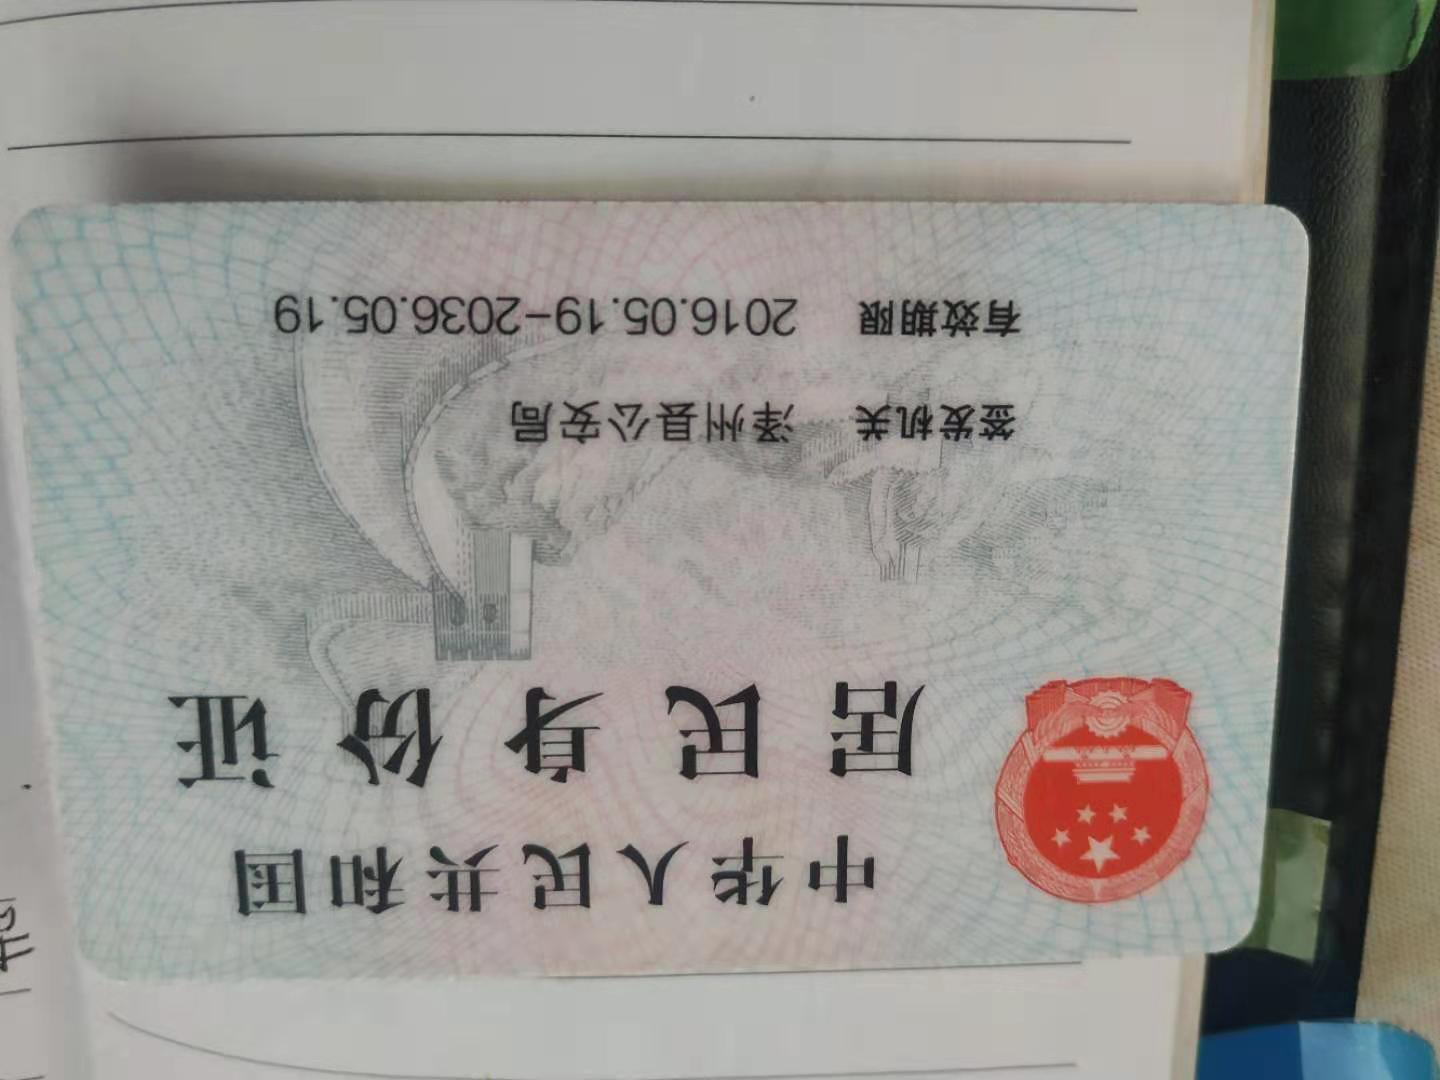 中华人民共和国
居民身份证
签发机关 泽州县公安局
有效期限 2016.05.19-2036.05.19